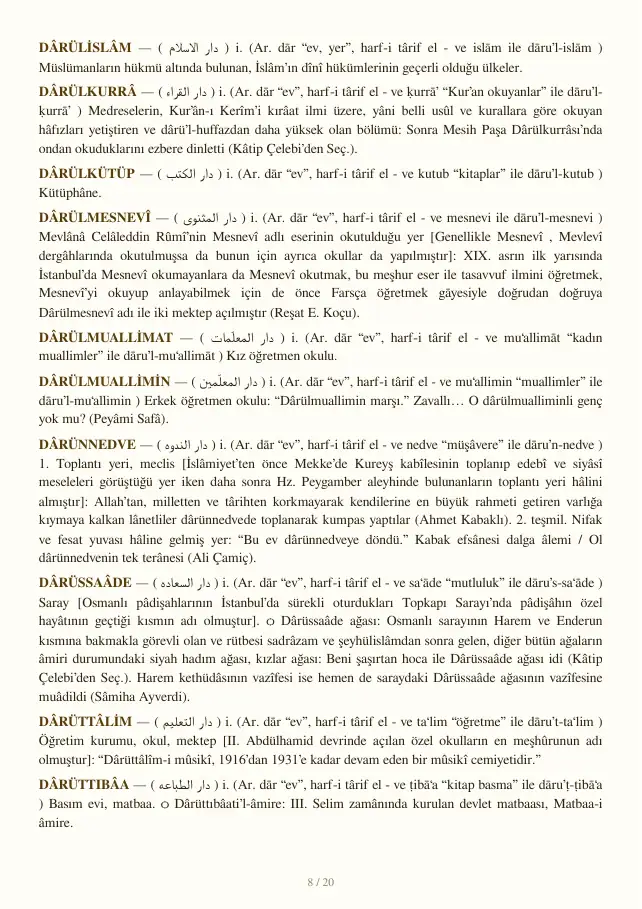 DÂRÜLİSLÂM — ( دار الاسلام ) i. (Ar. dār “ev, yer”, harf-i târif el - ve islām ile dāru’l-islām )
Müslümanların hükmü altında bulunan, İslâm’ın dînî hükümlerinin geçerli olduğu ülkeler.
DÂRÜLKURRÂ — ( دار القراء ) i. (Ar. dār “ev”, harf-i târif el - ve ḳurrā’ “Kur’an okuyanlar” ile dāru’l-
ḳurrā’ ) Medreselerin, Kur’ân-ı Kerîm’i kırâat ilmi üzere, yâni belli usûl ve kurallara göre okuyan
hâfızları yetiştiren ve dârü’l-huffazdan daha yüksek olan bölümü: Sonra Mesih Paşa Dârülkurrâsı’nda
ondan okuduklarını ezbere dinletti (Kâtip Çelebi’den Seç.).
DÂRÜLKÜTÜP — ( دار الكتب ) i. (Ar. dār “ev”, harf-i târif el - ve kutub “kitaplar” ile dāru’l-kutub )
Kütüphâne.
DÂRÜLMESNEVÎ — ( دار المثنوى ) i. (Ar. dār “ev”, harf-i târif el - ve mesnevi ile dāru’l-mesnevi )
Mevlânâ Celâleddin Rûmî’nin Mesnevî adlı eserinin okutulduğu yer [Genellikle Mesnevî , Mevlevî
dergâhlarında okutulmuşsa da bunun için ayrıca okullar da yapılmıştır]: XIX. asrın ilk yarısında
İstanbul’da Mesnevî okumayanlara da Mesnevî okutmak, bu meşhur eser ile tasavvuf ilmini öğretmek,
Mesnevî’yi okuyup anlayabilmek için de önce Farsça öğretmek gāyesiyle doğrudan doğruya
Dârülmesnevî adı ile iki mektep açılmıştır (Reşat E. Koçu).
DÂRÜLMUALLİMAT — ( دار المعلّمات ) i. (Ar. dār “ev”, harf-i târif el - ve mu‘allimāt “kadın
muallimler” ile dāru’l-mu‘allimāt ) Kız öğretmen okulu.
DÂRÜLMUALLİMİN — ( دار المعلّمين ) i. (Ar. dār “ev”, harf-i târif el - ve mu‘allimin “muallimler” ile
dāru’l-mu‘allimin ) Erkek öğretmen okulu: “Dârülmuallimin marşı.” Zavallı… O dârülmualliminli genç
yok mu? (Peyâmi Safâ).
DÂRÜNNEDVE — ( دار الندوه ) i. (Ar. dār “ev”, harf-i târif el - ve nedve “müşâvere” ile dāru’n-nedve )
1. Toplantı yeri, meclis [İslâmiyet’ten önce Mekke’de Kureyş kabîlesinin toplanıp edebî ve siyâsî
meseleleri görüştüğü yer iken daha sonra Hz. Peygamber aleyhinde bulunanların toplantı yeri hâlini
almıştır]: Allah’tan, milletten ve târihten korkmayarak kendilerine en büyük rahmeti getiren varlığa
kıymaya kalkan lânetliler dârünnedvede toplanarak kumpas yaptılar (Ahmet Kabaklı). 2. teşmil. Nifak
ve fesat yuvası hâline gelmiş yer: “Bu ev dârünnedveye döndü.” Kabak efsânesi dalga âlemi / Ol
dârünnedvenin tek terânesi (Ali Çamiç).
DÂRÜSSAÂDE — ( دار السعاده ) i. (Ar. dār “ev”, harf-i târif el - ve sa‘āde “mutluluk” ile dāru’s-sa‘āde )
Saray [Osmanlı pâdişahlarının İstanbul’da sürekli oturdukları Topkapı Sarayı’nda pâdişâhın özel
hayâtının geçtiği kısmın adı olmuştur]. ѻ Dârüssaâde ağası: Osmanlı sarayının Harem ve Enderun
kısmına bakmakla görevli olan ve rütbesi sadrâzam ve şeyhülislâmdan sonra gelen, diğer bütün ağaların
âmiri durumundaki siyah hadım ağası, kızlar ağası: Beni şaşırtan hoca ile Dârüssaâde ağası idi (Kâtip
Çelebi’den Seç.). Harem kethüdâsının vazîfesi ise hemen de saraydaki Dârüssaâde ağasının vazîfesine
muâdildi (Sâmiha Ayverdi).
DÂRÜTTÂLİM — ( دار التعليم ) i. (Ar. dār “ev”, harf-i târif el - ve ta‘lim “öğretme” ile dāru’t-ta‘lim )
Öğretim kurumu, okul, mektep [II. Abdülhamid devrinde açılan özel okulların en meşhûrunun adı
olmuştur]: “Dârüttâlîm-i mûsikî, 1916’dan 1931’e kadar devam eden bir mûsikî cemiyetidir.”
DÂRÜTTIBÂA — ( دار الطباعه ) i. (Ar. dār “ev”, harf-i târif el - ve ṭibā‘a “kitap basma” ile dāru’ṭ-ṭibā‘a
) Basım evi, matbaa. ѻ Dârüttıbâati’l-âmire: III. Selim zamânında kurulan devlet matbaası, Matbaa-i
âmire.
8 / 20